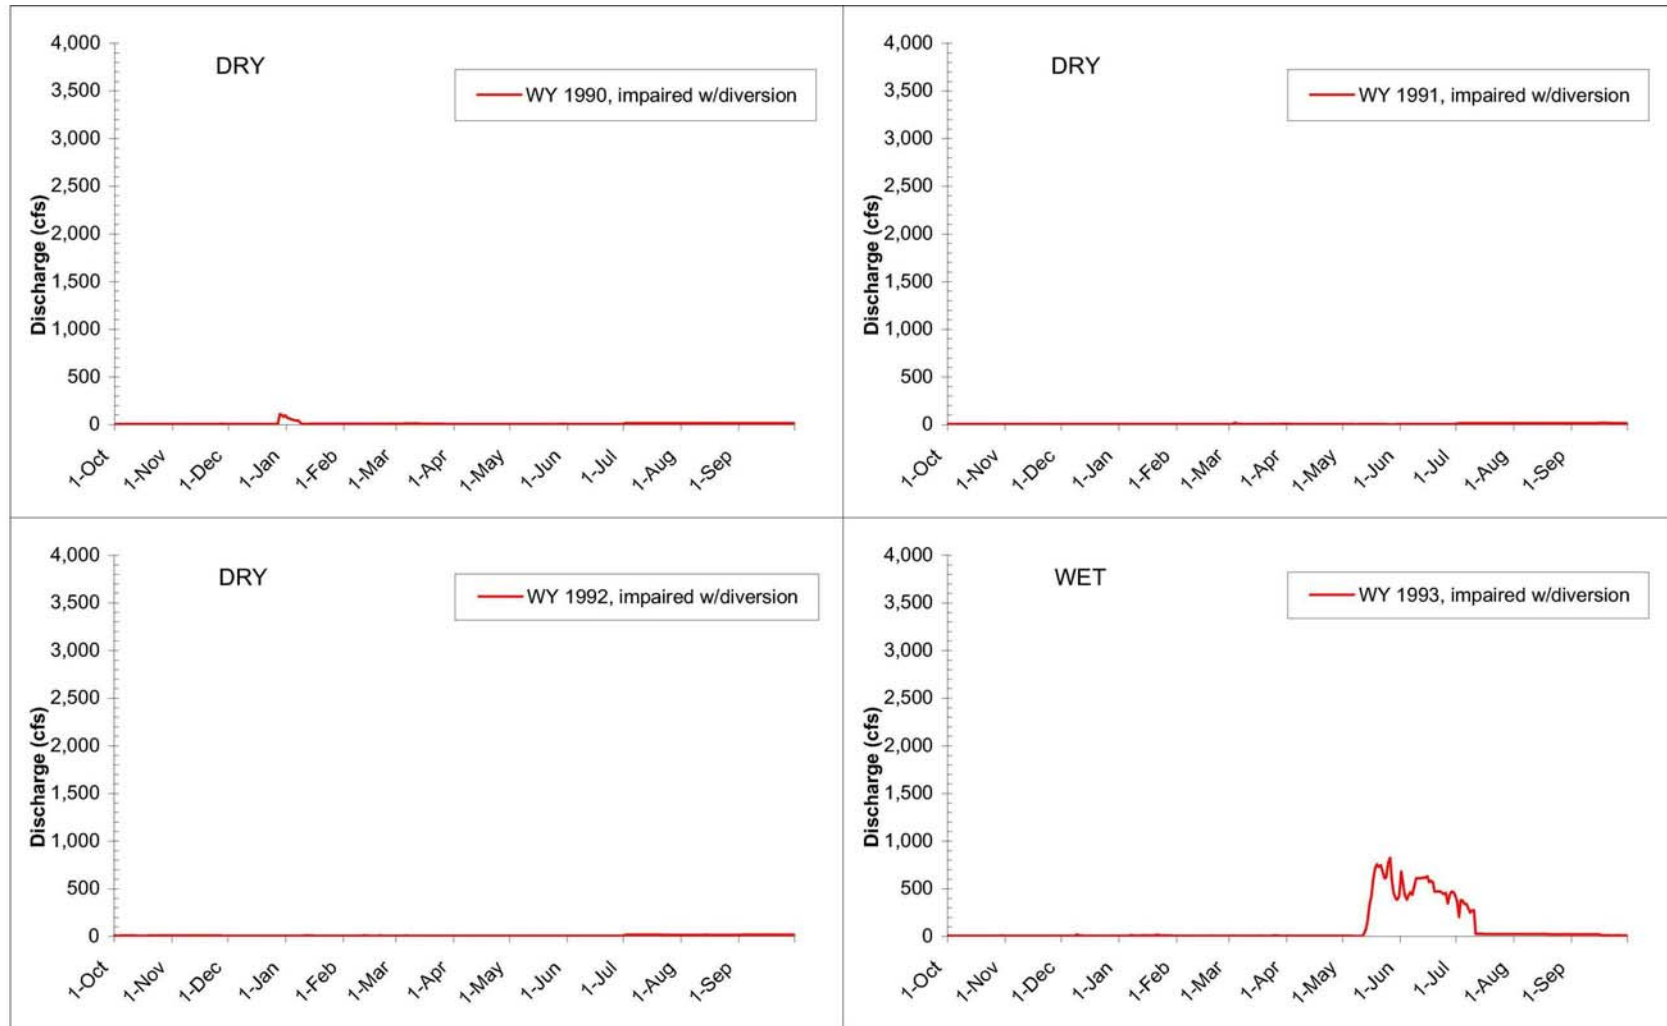 DRY
WY 1990, impaired w/diversion
Discharge (cfs)
4,000
3,500
3,000
2,500
2,000
1,500
1,000
500
0
1-Oct
1-Nov
1-Dec
1-Jan
1-Feb
1-Mar
1-Apr
1-May
1-Jun
1-Jul
1-Aug
1-Sep
DRY
WY 1991, impaired w/diversion
Discharge (cfs)
4,000
3,500
3,000
2,500
2,000
1,500
1,000
500
0
1-Oct
1-Nov
1-Dec
1-Jan
1-Feb
1-Mar
1-Apr
1-May
1-Jun
1-Jul
1-Aug
1-Sep
DRY
WY 1992, impaired w/diversion
Discharge (cfs)
4,000
3,500
3,000
2,500
2,000
1,500
1,000
500
0
1-Oct
1-Nov
1-Dec
1-Jan
1-Feb
1-Mar
1-Apr
1-May
1-Jun
1-Jul
1-Aug
1-Sep
WET
WY 1993, impaired w/diversion
Discharge (cfs)
4,000
3,500
3,000
2,500
2,000
1,500
1,000
500
0
1-Oct
1-Nov
1-Dec
1-Jan
1-Feb
1-Mar
1-Apr
1-May
1-Jun
1-Jul
1-Aug
1-Sep